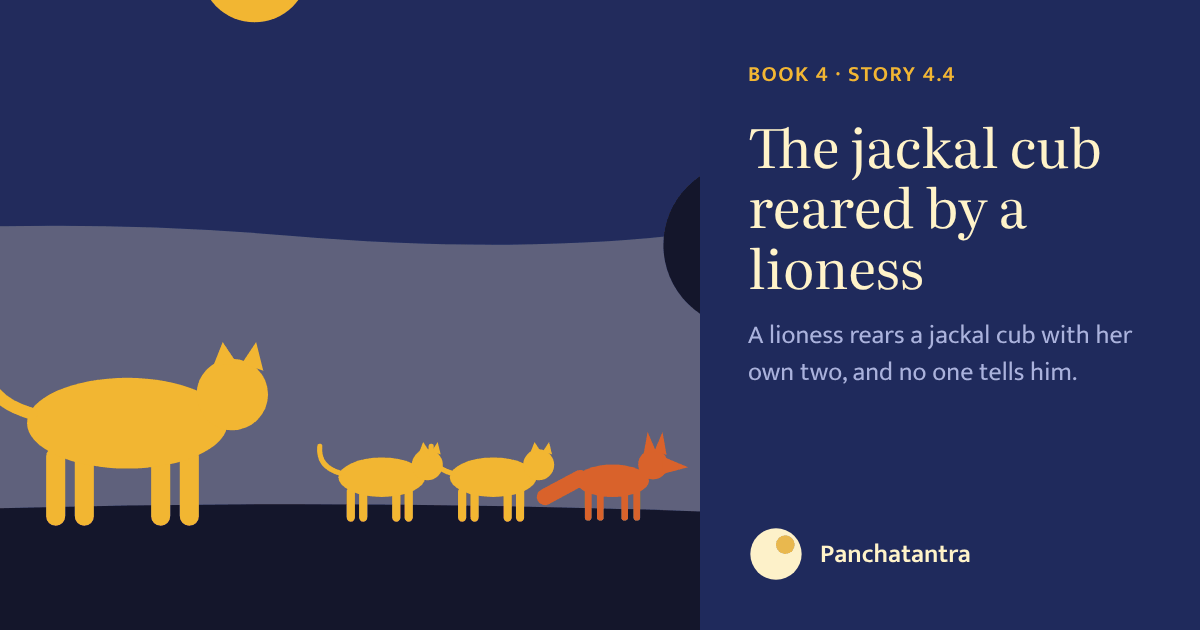 BOOK 4 · STORY 4.4
The jackal cub
reared by a
lioness
A lioness rears a jackal cub with her
own two, and no one tells him.
Panchatantra